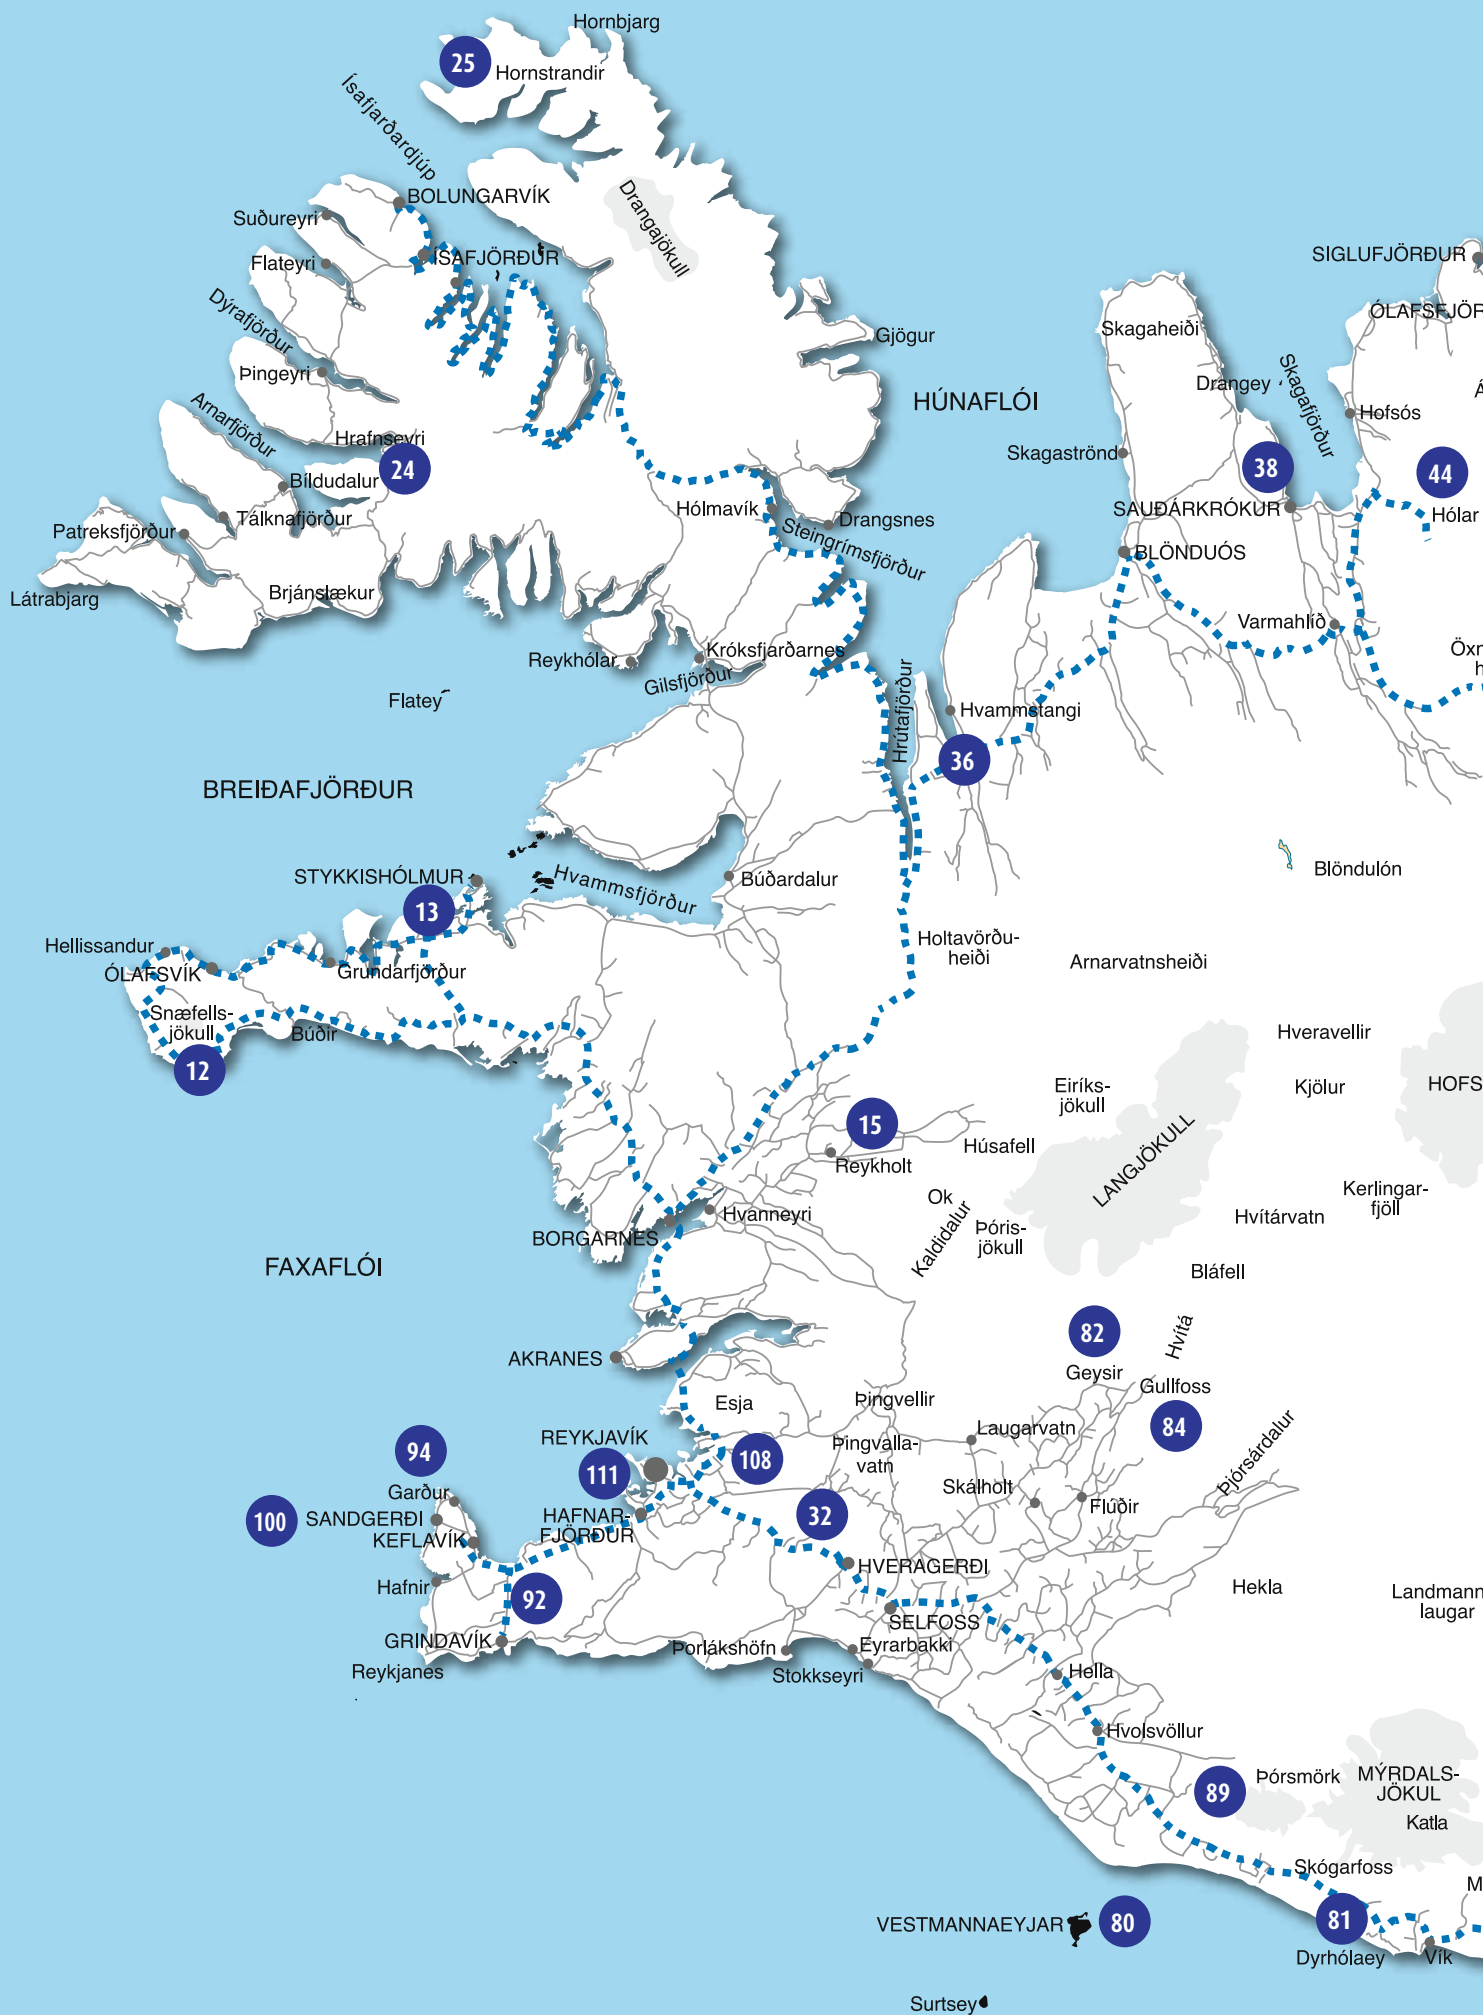 Hornbjarg
25
Hornstrandir
Ísafjarðardjúp
BOLUNGARVÍK
Drangajökull
Suðureyri
ÍSAFJÖRÐUR
Flateyri
SIGLUFJÖRÐUR
Dýrafjörður
ÓLAFSFJÖR
Skagaheiði
Gjögur
Þingeyri
Skagafjörður
Drangey
Á
Arnarfjörður
HÚNAFLÓI
Hofsós
Hrafnseyri
24
Skagaströnd
38
44
Bíldudalur
Hólmavík
SAUÐÁRKRÓKUR
Hólar
Tálknafjörður
Drangsnes
Patreksfjörður
Steingrímsfjörður
BLÖNDUÓS
Látrabjarg
Brjánslækur
Varmahlíð
Króksfjarðarnes
Öxn
h
Reykhólar
Gilsfjörður
Flatey
Hrútafjörður
Hvammstangi
36
BREIÐAFJÖRÐUR
Blöndulón
STYKKISHÓLMUR
Hvammsfjörður
Búðardalur
13
Holtavörðu-
heiði
Hellissandur
Arnarvatnsheiði
ÓLAFSVÍK
Grundarfjörður
Snæfells-
jökull
Búðir
Hveravellir
12
Eiríks-
jökull
Kjölur
HOFS
15
Húsafell
Reykholt
LANGJÖKULL
Ok
Kerlingar-
fjöll
Hvanneyri
Hvítárvatn
BORGARNES
Kaldidalur
Þóris-
jökull
FAXAFLÓI
Bláfell
82
Hvítá
AKRANES
Geysir
Gullfoss
Esja
Þingvellir
84
REYKJAVÍK
Laugarvatn
94
108
Þingvalla-
vatn
Þjórsárdalur
111
Garður
Skálholt
Flúðir
100
SANDGERÐI
HAFNAR-
FJÖRÐUR
32
KEFLAVÍK
HVERAGERÐI
Hafnir
92
Hekla
Landmann
laugar
SELFOSS
GRINDAVÍK
Þorlákshöfn
Eyrarbakki
Reykjanes
Stokkseyri
Hella
Hvolsvöllur
89
Þórsmörk
MÝRDALS-
JÖKUL
Katla
Skógarfoss
M
VESTMANNAEYJAR
80
81
Dyrhólaey
Vík
Surtsey